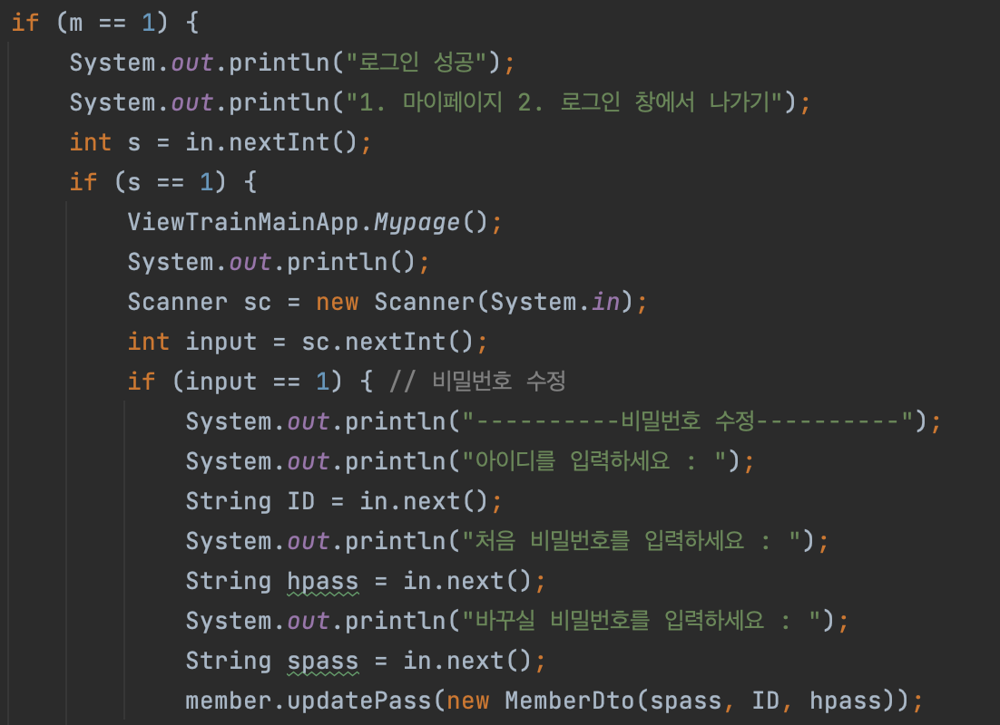 if (m == 1) {
System.out.println("로그인 성공");
System.out.println("1. 마이페이지 2. 로그인 창에서 나가기");
int s = in.nextInt();
if (s == 1) {
ViewTrainMainApp.Mypage();
System.out.println();
Scanner sc = new Scanner(System.in);
int input = sc.nextInt();
if (input == 1) { // 비밀번호 수정
System.out.println("----------비밀번호 수정----------");
System.out.println("아이디를 입력하세요 : ");
String ID = in.next();
System.out.println("처음 비밀번호를 입력하세요 : ");
String hpass = in.next();
System.out.println("바꾸실 비밀번호를 입력하세요 : ");
String spass = in.next();
member.updatePass(new MemberDto(spass, ID, hpass));